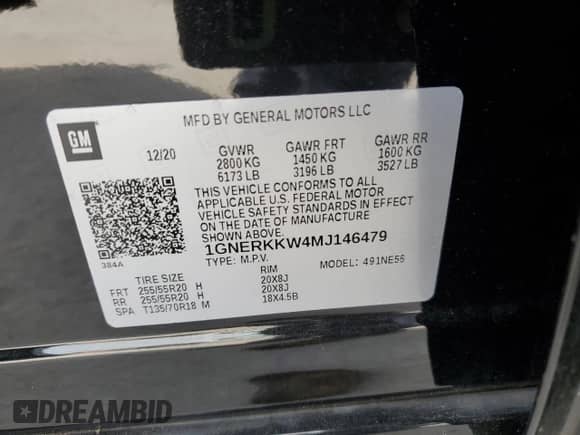 MFD BY GENERAL MOTORS LLC
GM
12/20 GVWR GAWR FRT GAWR RR
2800 KG 1450 KG 1600 KG
6173 LB 3196 LB 3527 LB
THIS VEHICLE CONFORMS TO ALL
APPLICABLE U.S. FEDERAL MOTOR
VEHICLE SAFETY STANDARDS IN EFFECT
ON THE DATE OF MANUFACTURE
SHOWN ABOVE.
1GNERKKW4MJ146479
384A TYPE: M.P.V. MODEL: 491NE56
TIRE SIZE RIM
FRT 255/55R20 H 20X8J
RR 255/55R20 H 20X8J
SPA T135/70R18 M 18X4.5B
DREAMBID